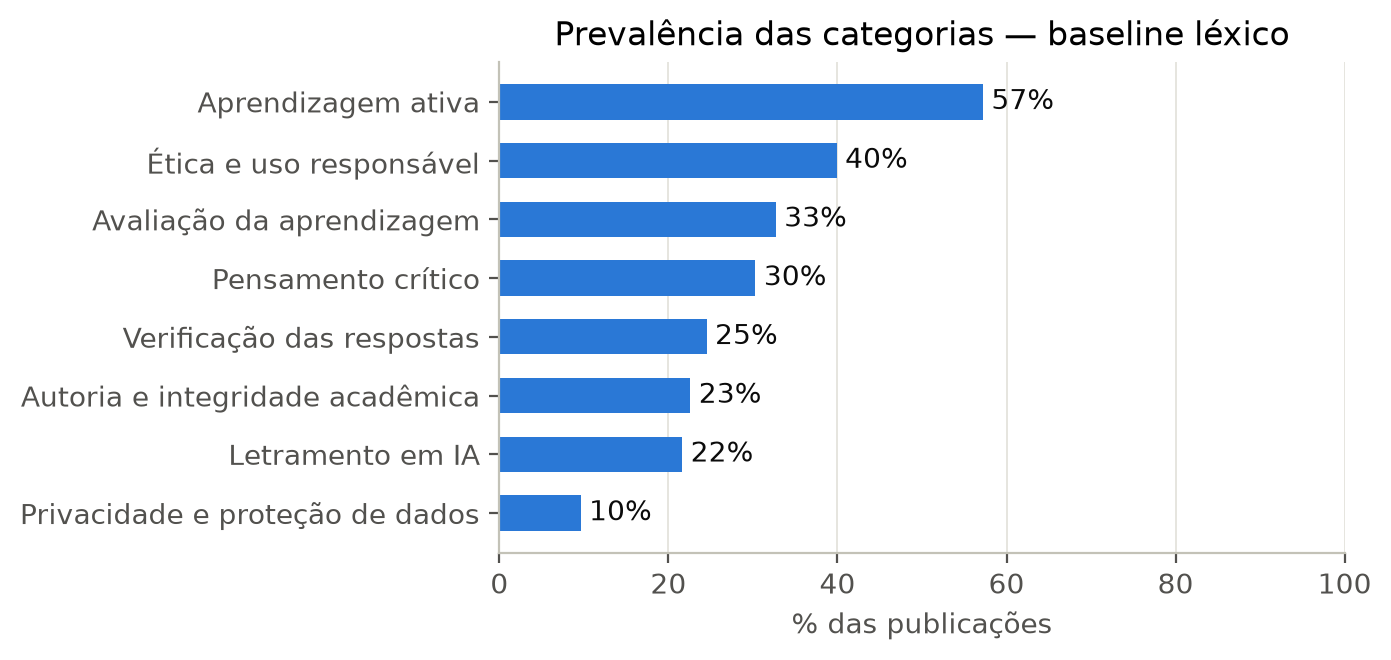 Prevalência das categorias — baseline léxico
Aprendizagem ativa 57%
Ética e uso responsável 40%
Avaliação da aprendizagem 33%
Pensamento crítico 30%
Verificação das respostas 25%
Autoria e integridade acadêmica 23%
Letramento em IA 22%
Privacidade e proteção de dados 10%
0 20 40 60 80 100
% das publicações